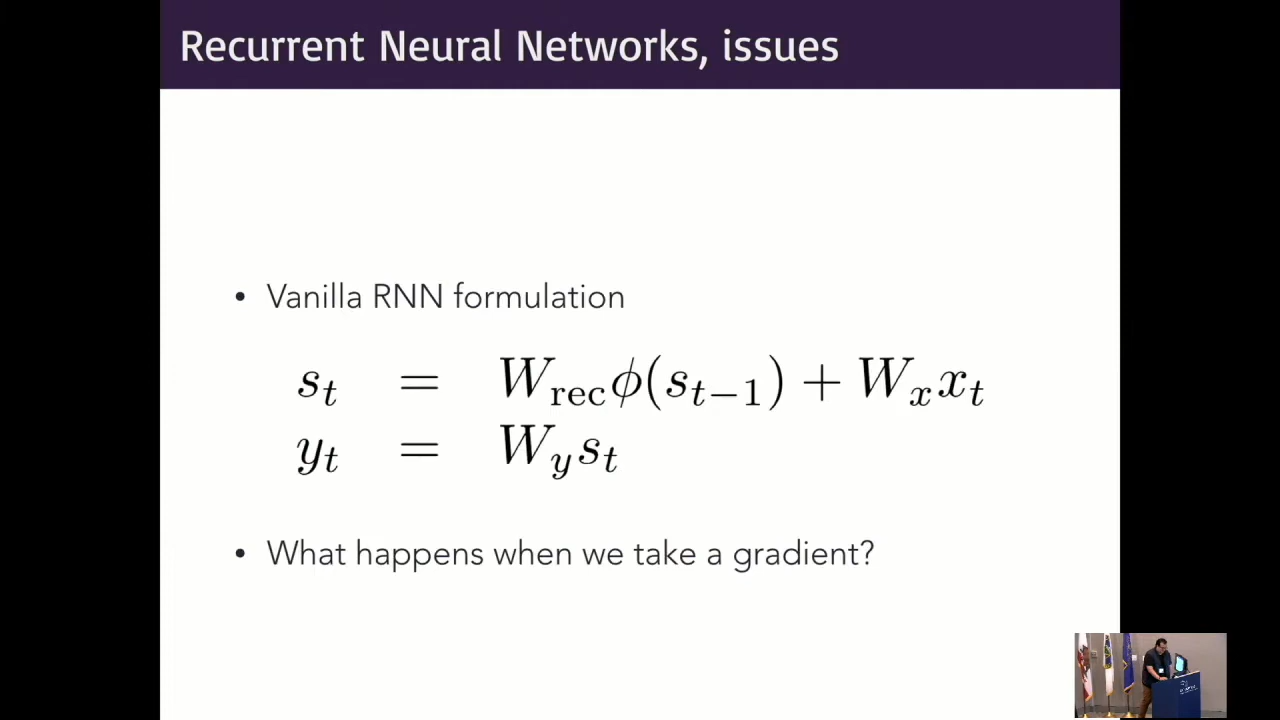 Recurrent Neural Networks, issues
• Vanilla RNN formulation
s_t = W_rec ϕ(s_{t−1}) + W_x x_t
y_t = W_y s_t
• What happens when we take a gradient?